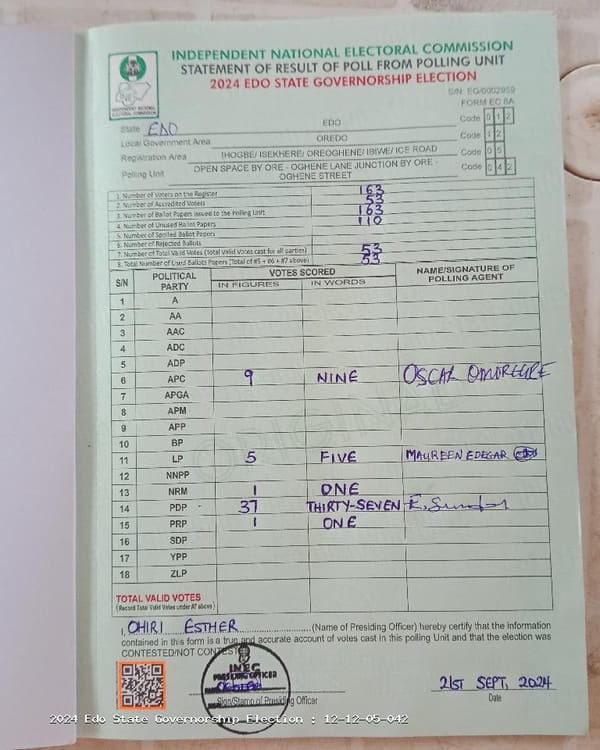 INDEPENDENT NATIONAL ELECTORAL COMMISSION
STATEMENT OF RESULT OF POLL FROM POLLING UNIT
2024 EDO STATE GOVERNORSHIP ELECTION
S/N: EG/0002959
FORM EC 8A
INDEPENDENT NATIONAL ELECTORAL COMMISSION
State EDO EDO Code 0 1 2
Local Government Area OREDO Code 1 2
Registration Area IHOGBE/ ISEKHERE/ OREOGHENE/ IBIWE/ ICE ROAD Code 0 5
Polling Unit OPEN SPACE BY ORE - OGHENE LANE JUNCTION BY ORE - OGHENE STREET Code 0 4 2
1. Number of Voters on the Register 163
2. Number of Accredited Voters 53
3. Number of Ballot Papers issued to the Polling Unit 163
4. Number of Unused Ballot Papers 110
5. Number of Spoiled Ballot Papers
6. Number of Rejected Ballots
7. Number of Total Valid Votes (Total Valid Votes cast for all parties) 53
8. Total Number of Used Ballots Papers (Total of #5 + #6 + #7 above) 53
S/N POLITICAL PARTY VOTES SCORED NAME/SIGNATURE OF POLLING AGENT
IN FIGURES IN WORDS
1 A
2 AA
3 AAC
4 ADC
5 ADP
6 APC 9 NINE OSCAR
7 APGA
8 APM
9 APP
10 BP
11 LP 5 FIVE MAUREEN EDEGAR
12 NNPP
13 NRM 1 ONE
14 PDP 37 THIRTY-SEVEN
15 PRP 1 ONE
16 SDP
17 YPP
18 ZLP
TOTAL VALID VOTES
(Record Total Valid Votes under #7 above)
I, OHIRI ESTHER (Name of Presiding Officer) hereby certify that the information
contained in this form is a true and accurate account of votes cast in this polling Unit and that the election was
CONTESTED/NOT CONTESTED
INEC
PRESIDING OFFICER
Sign/Stamp of Presiding Officer
21ST SEPT, 2024
Date
2024 Edo State Governorship Election : 12-12-05-042